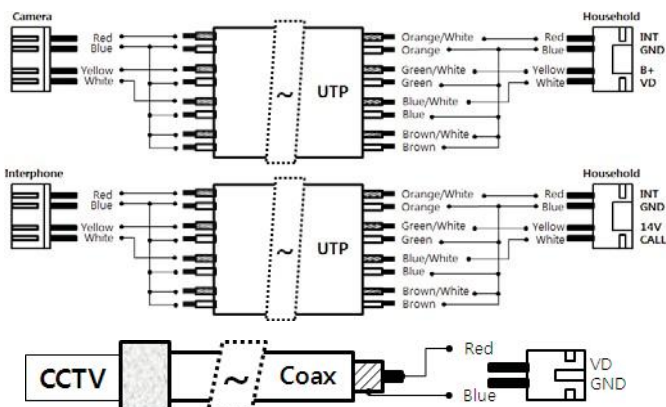 Camera
Household
Red
Orange/White
Red
INT
Blue
Orange
Blue
GND
Yellow
Green/White
Yellow
B+
White
Green
White
VD
UTP
~
Blue/White
Blue
Brown/White
Brown
Interphone
Household
Red
Orange/White
Red
INT
Blue
Orange
Blue
GND
Yellow
Green/White
Yellow
14V
White
Green
White
CALL
UTP
~
Blue/White
Blue
Brown/White
Brown
CCTV
~
Coax
Red
VD
GND
Blue